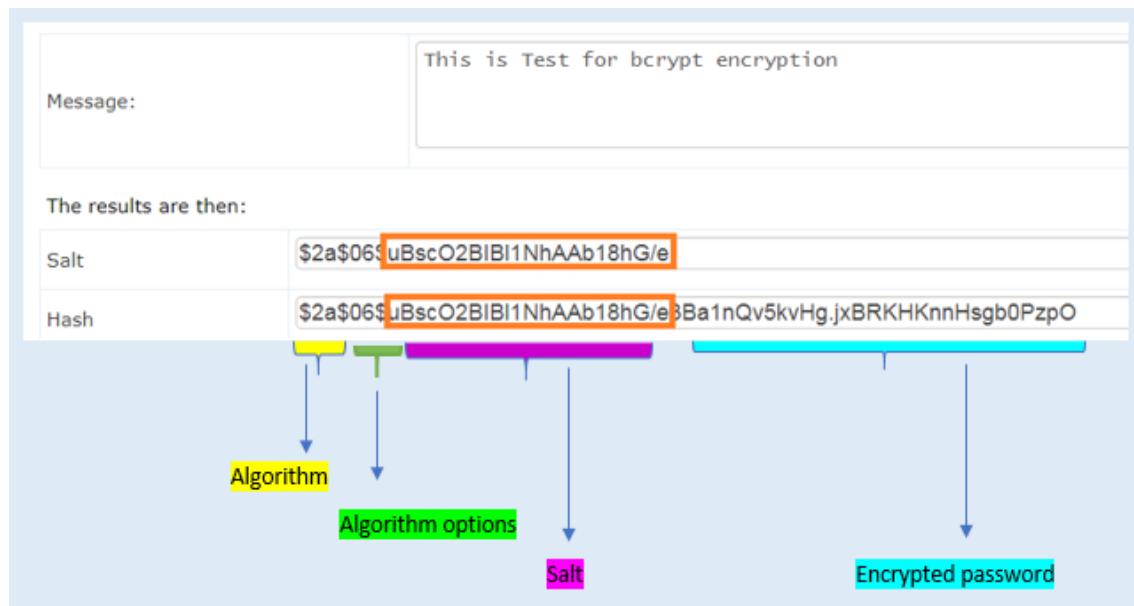 This is Test for bcrypt encryption
Message:
The results are then:
Salt $2a$06$uBscO2BIBl1NhAAb18hG/e
Hash $2a$06$uBscO2BIBl1NhAAb18hG/eBBa1nQv5kvHg.jxBRKHKnnHsgb0PzpO
Algorithm
Algorithm options
Salt
Encrypted password